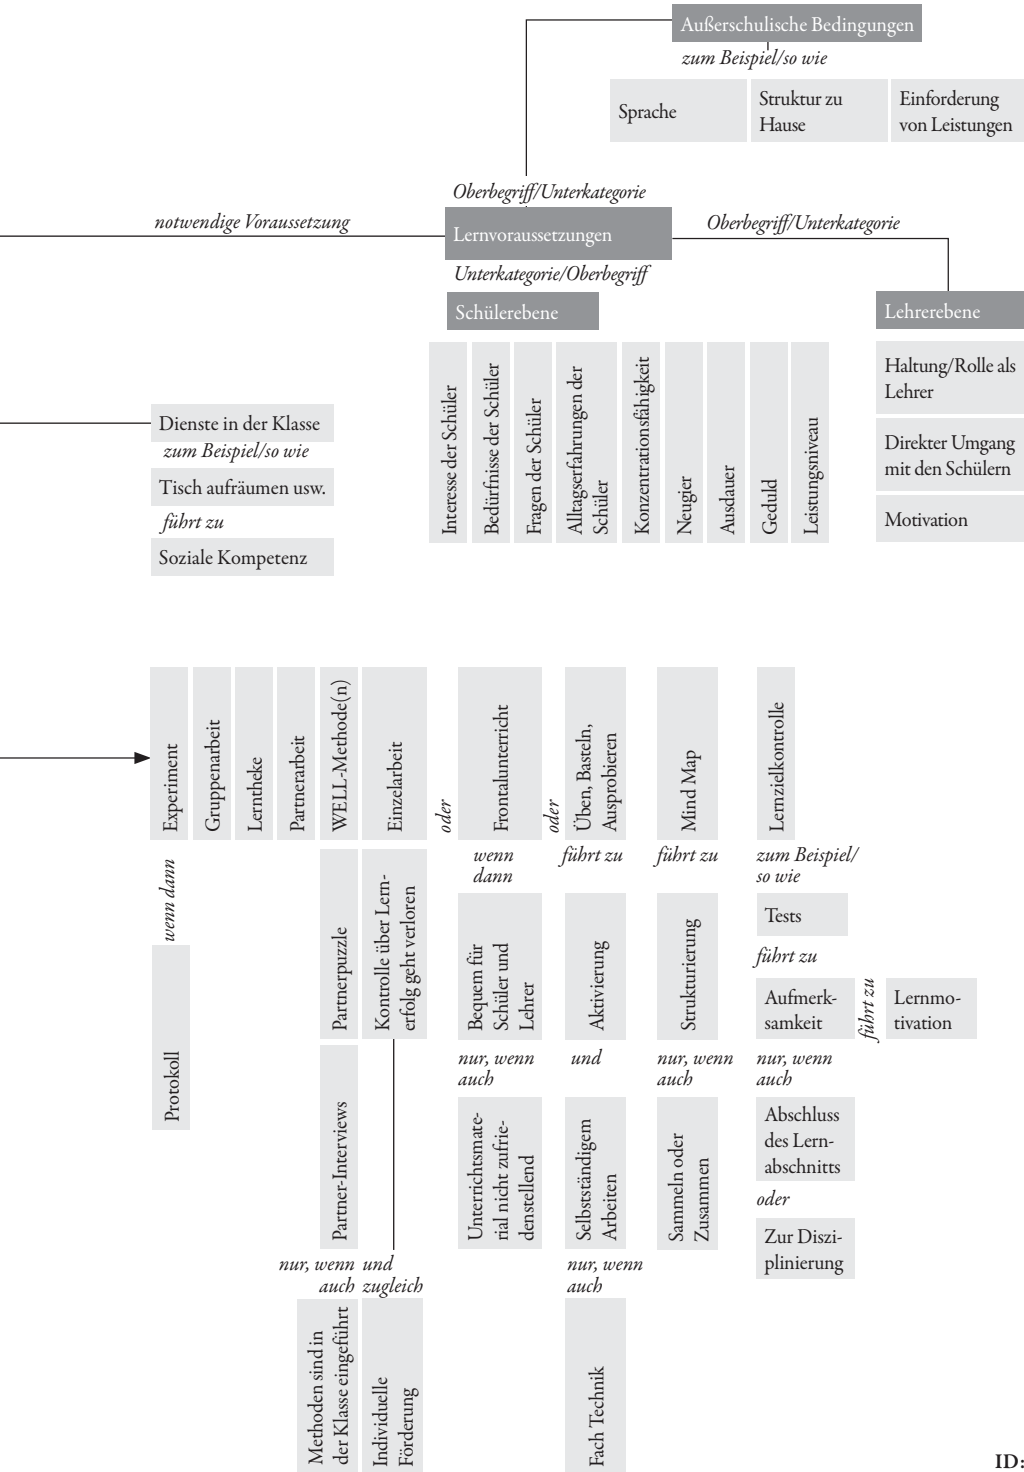 Außerschulische Bedingungen
zum Beispiel/so wie
Sprache
Struktur zu
Hause
Einforderung
von Leistungen
Oberbegriff/Unterkategorie
notwendige Voraussetzung
Lernvoraussetzungen
Oberbegriff/Unterkategorie
Unterkategorie/Oberbegriff
Schülerebene
Lehrerebene
Interesse der Schüler
Bedürfnisse der Schüler
Fragen der Schüler
Alltagserfahrungen der
Schüler
Konzentrationsfähigkeit
Neugier
Ausdauer
Geduld
Leistungsniveau
Haltung/Rolle als
Lehrer
Direkter Umgang
mit den Schülern
Motivation
Dienste in der Klasse
zum Beispiel/so wie
Tisch aufräumen usw.
führt zu
Soziale Kompetenz
Experiment
Gruppenarbeit
Lerntheke
Partnerarbeit
WELL-Methode(n)
Einzelarbeit
oder
Frontalunterricht
oder
Üben, Basteln,
Ausprobieren
Mind Map
Lernzielkontrolle
wenn dann
Protokoll
Partnerpuzzle
Partner-Interviews
nur, wenn
auch
Methoden sind in
der Klasse eingeführt
Kontrolle über Lern-
erfolg geht verloren
und
zugleich
Individuelle
Förderung
wenn
dann
Bequem für
Schüler und
Lehrer
nur, wenn
auch
Unterrichtsmate-
rial nicht zufrie-
denstellend
führt zu
Aktivierung
und
Selbstständigem
Arbeiten
nur, wenn
auch
Fach Technik
führt zu
Strukturierung
nur, wenn
auch
Sammeln oder
Zusammen
zum Beispiel/
so wie
Tests
führt zu
Aufmerk-
samkeit
führt zu
Lernmo-
tivation
nur, wenn
auch
Abschluss
des Lern-
abschnitts
oder
Zur Diszi-
plinierung
ID: